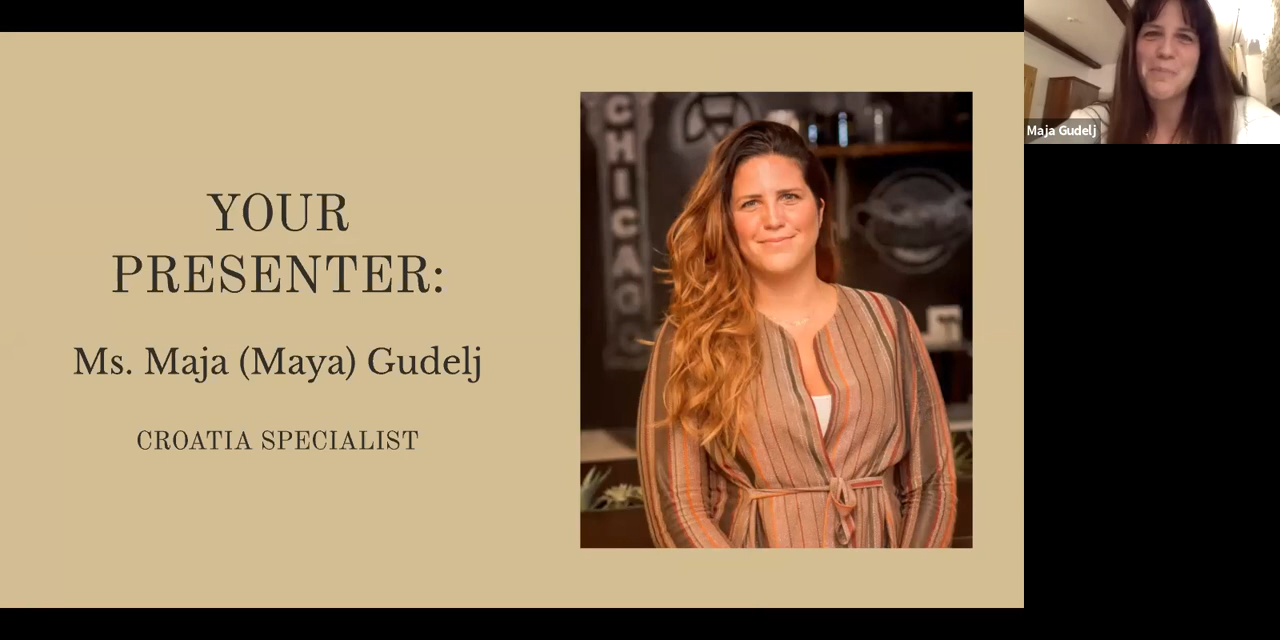 YOUR
PRESENTER:
Ms. Maja (Maya) Gudelj
CROATIA SPECIALIST
CHICAGO
Maja Gudelj